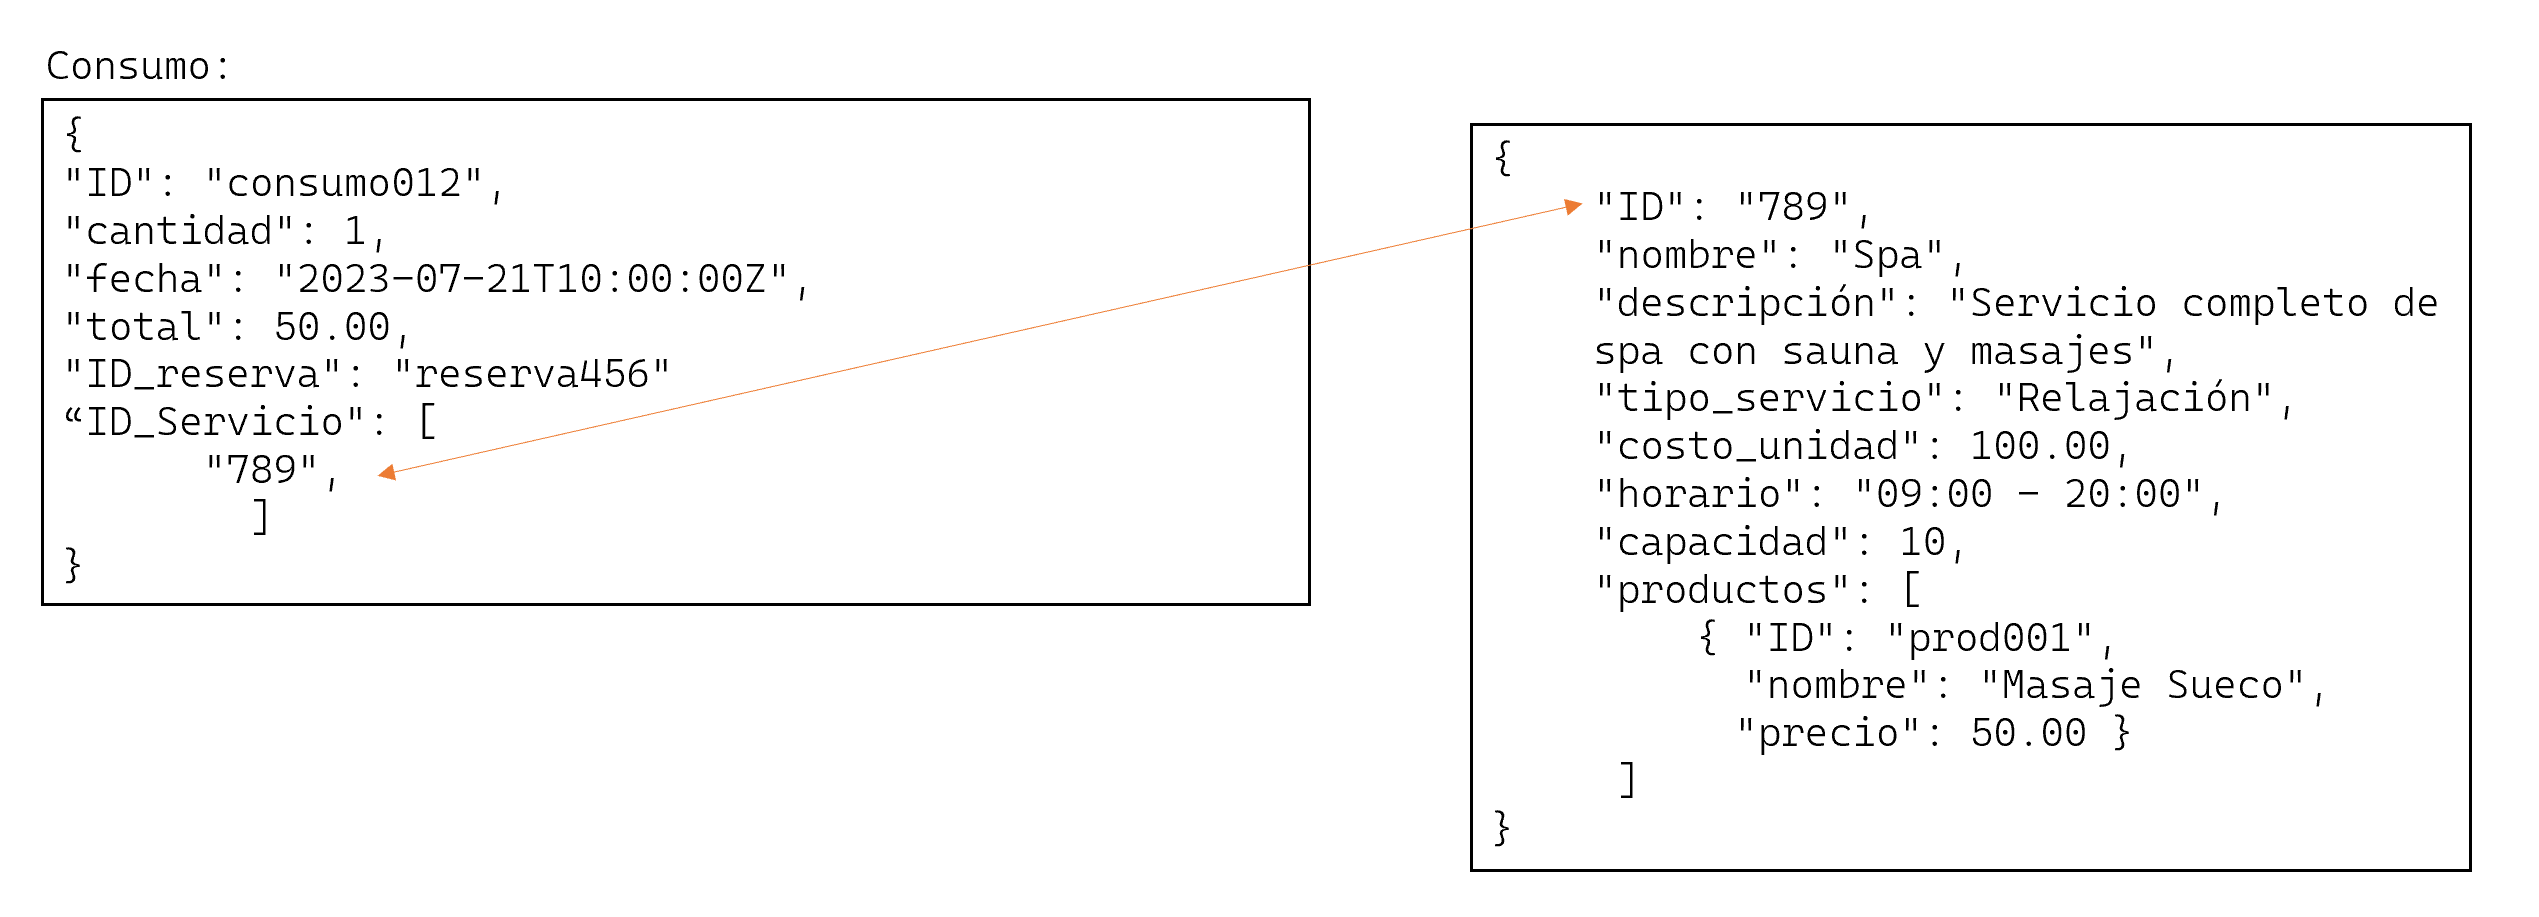 Consumo:
{
"ID": "consumo012",
"cantidad": 1,
"fecha": "2023-07-21T10:00:00Z",
"total": 50.00,
"ID_reserva": "reserva456"
“ID_Servicio": [
"789",
]
}
{
"ID": "789",
"nombre": "Spa",
"descripción": "Servicio completo de
spa con sauna y masajes",
"tipo_servicio": "Relajación",
"costo_unidad": 100.00,
"horario": "09:00 - 20:00",
"capacidad": 10,
"productos": [
{ "ID": "prod001",
"nombre": "Masaje Sueco",
"precio": 50.00 }
]
}